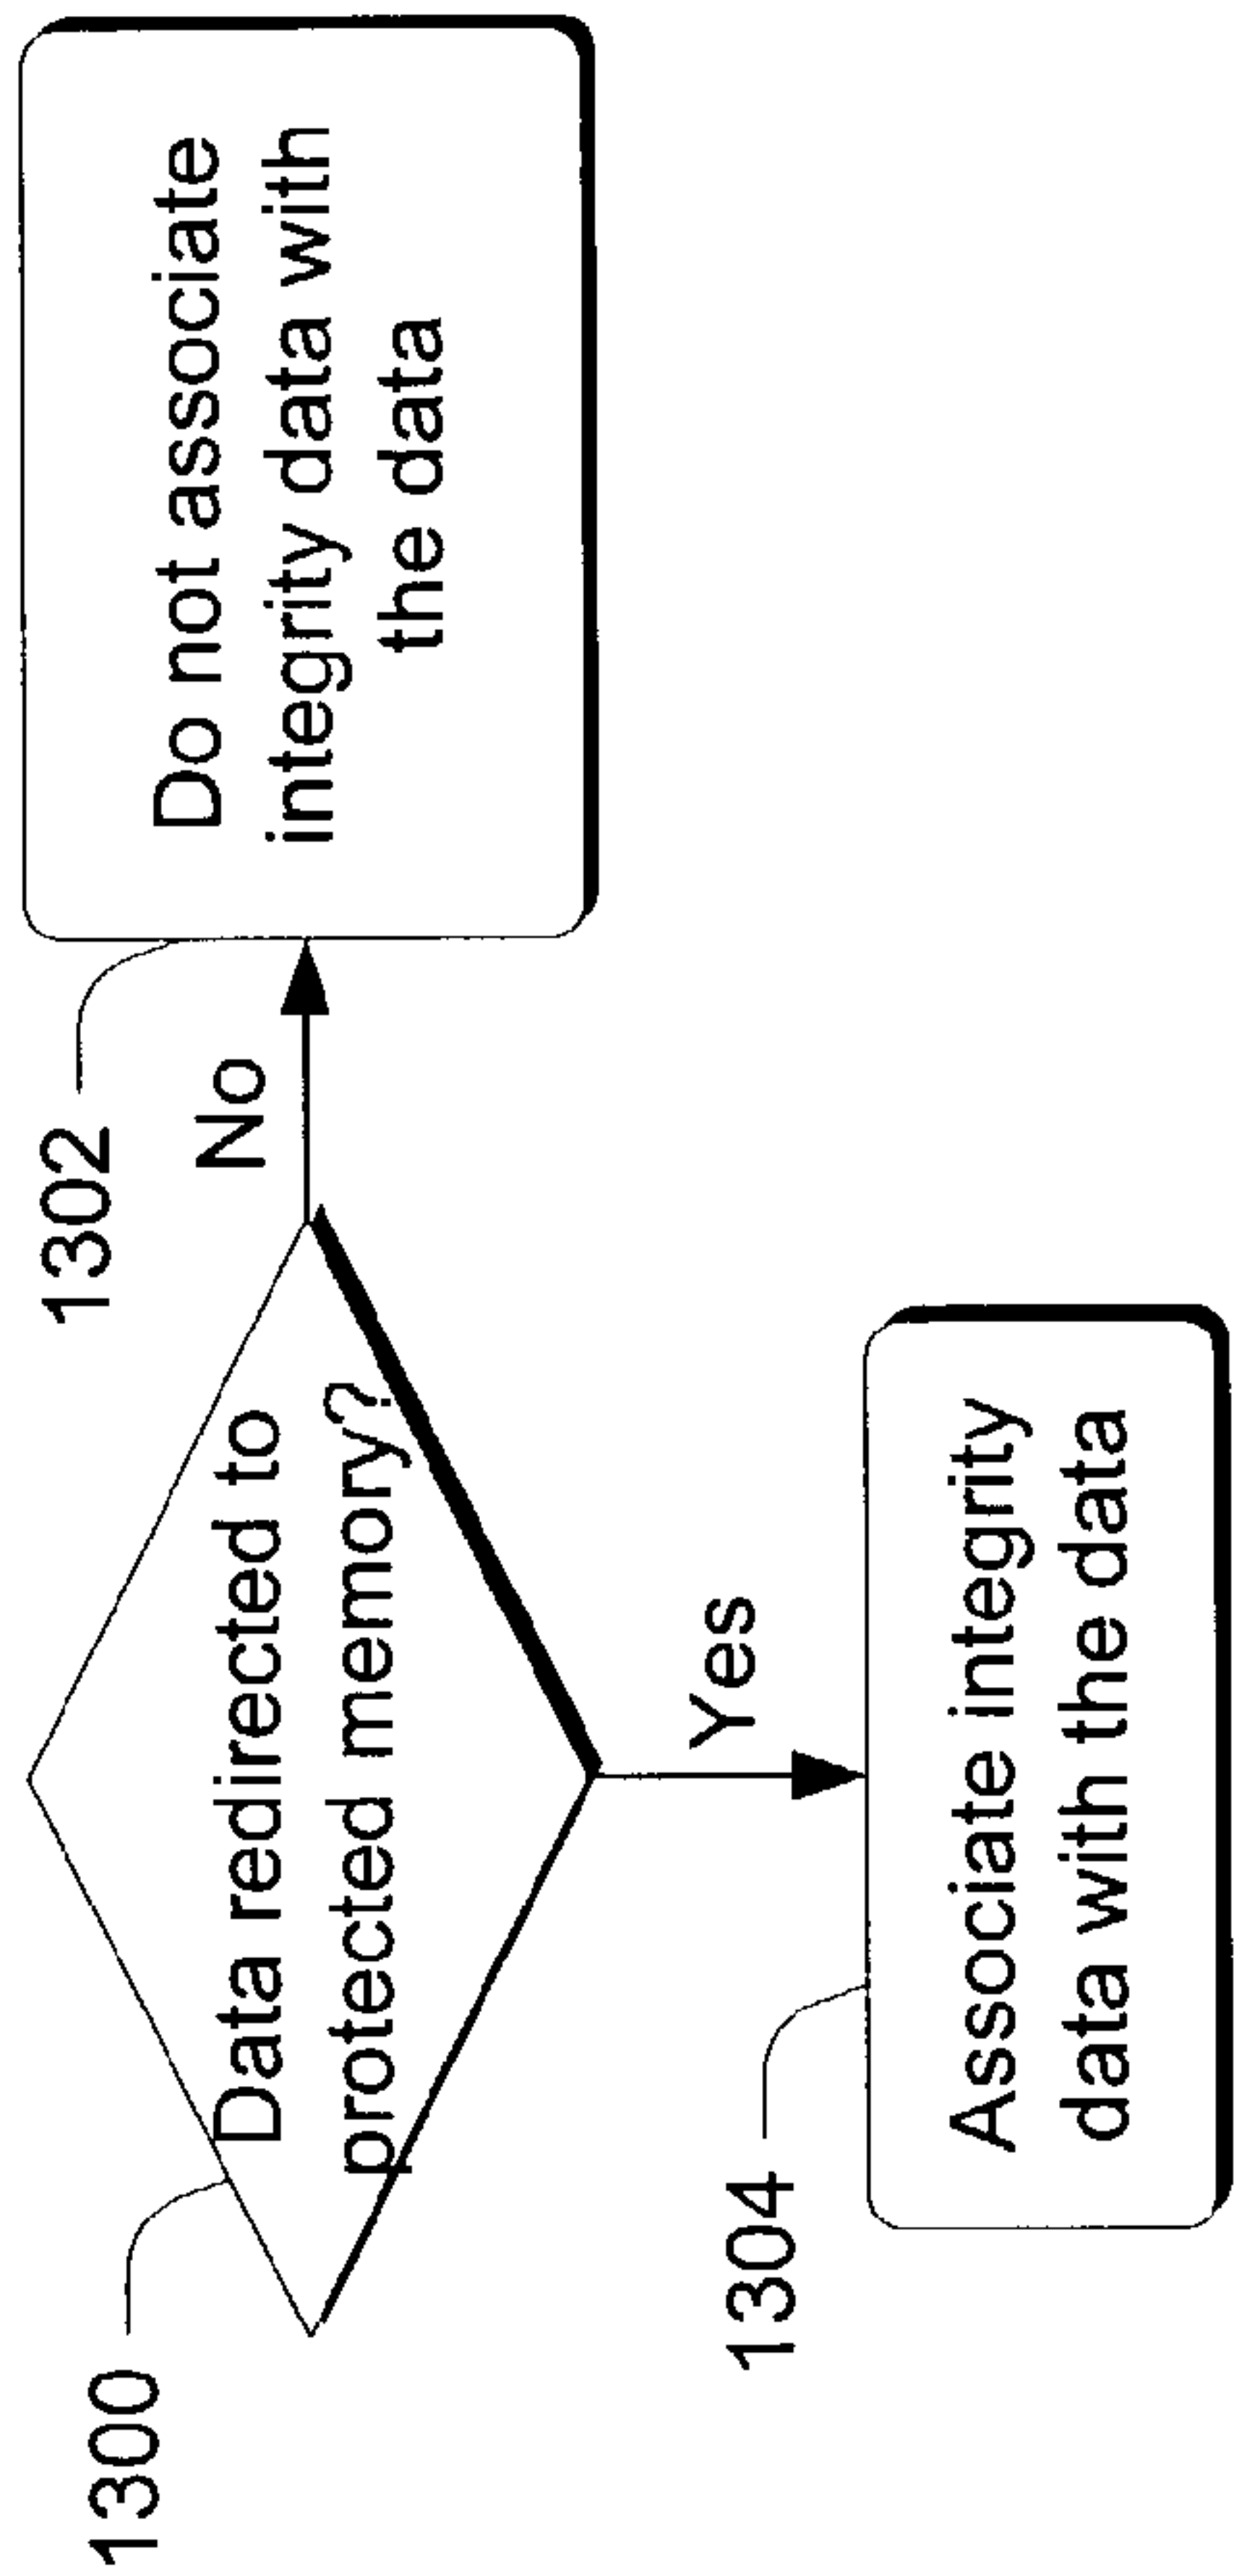 1300
Data redirected to
protected memory?
No
1302
Do not associate
integrity data with
the data
Yes
1304
Associate integrity
data with the data